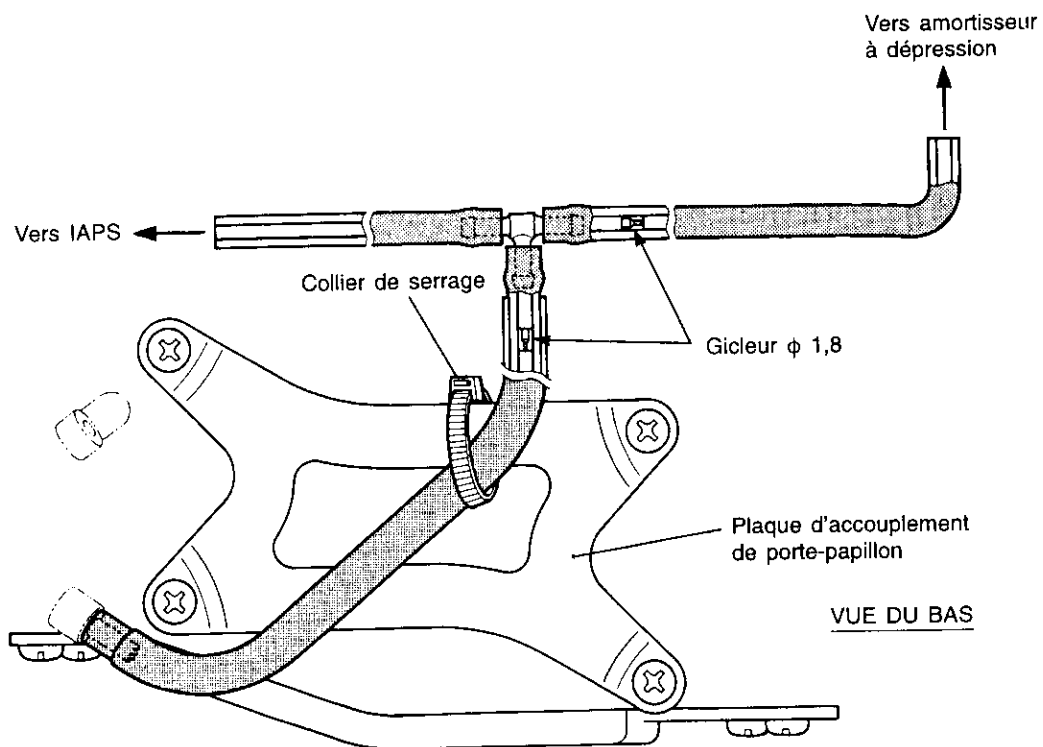 Vers amortisseur
à dépression
Vers IAPS
Collier de serrage
Gicleur φ 1,8
Plaque d'accouplement
de porte-papillon
VUE DU BAS